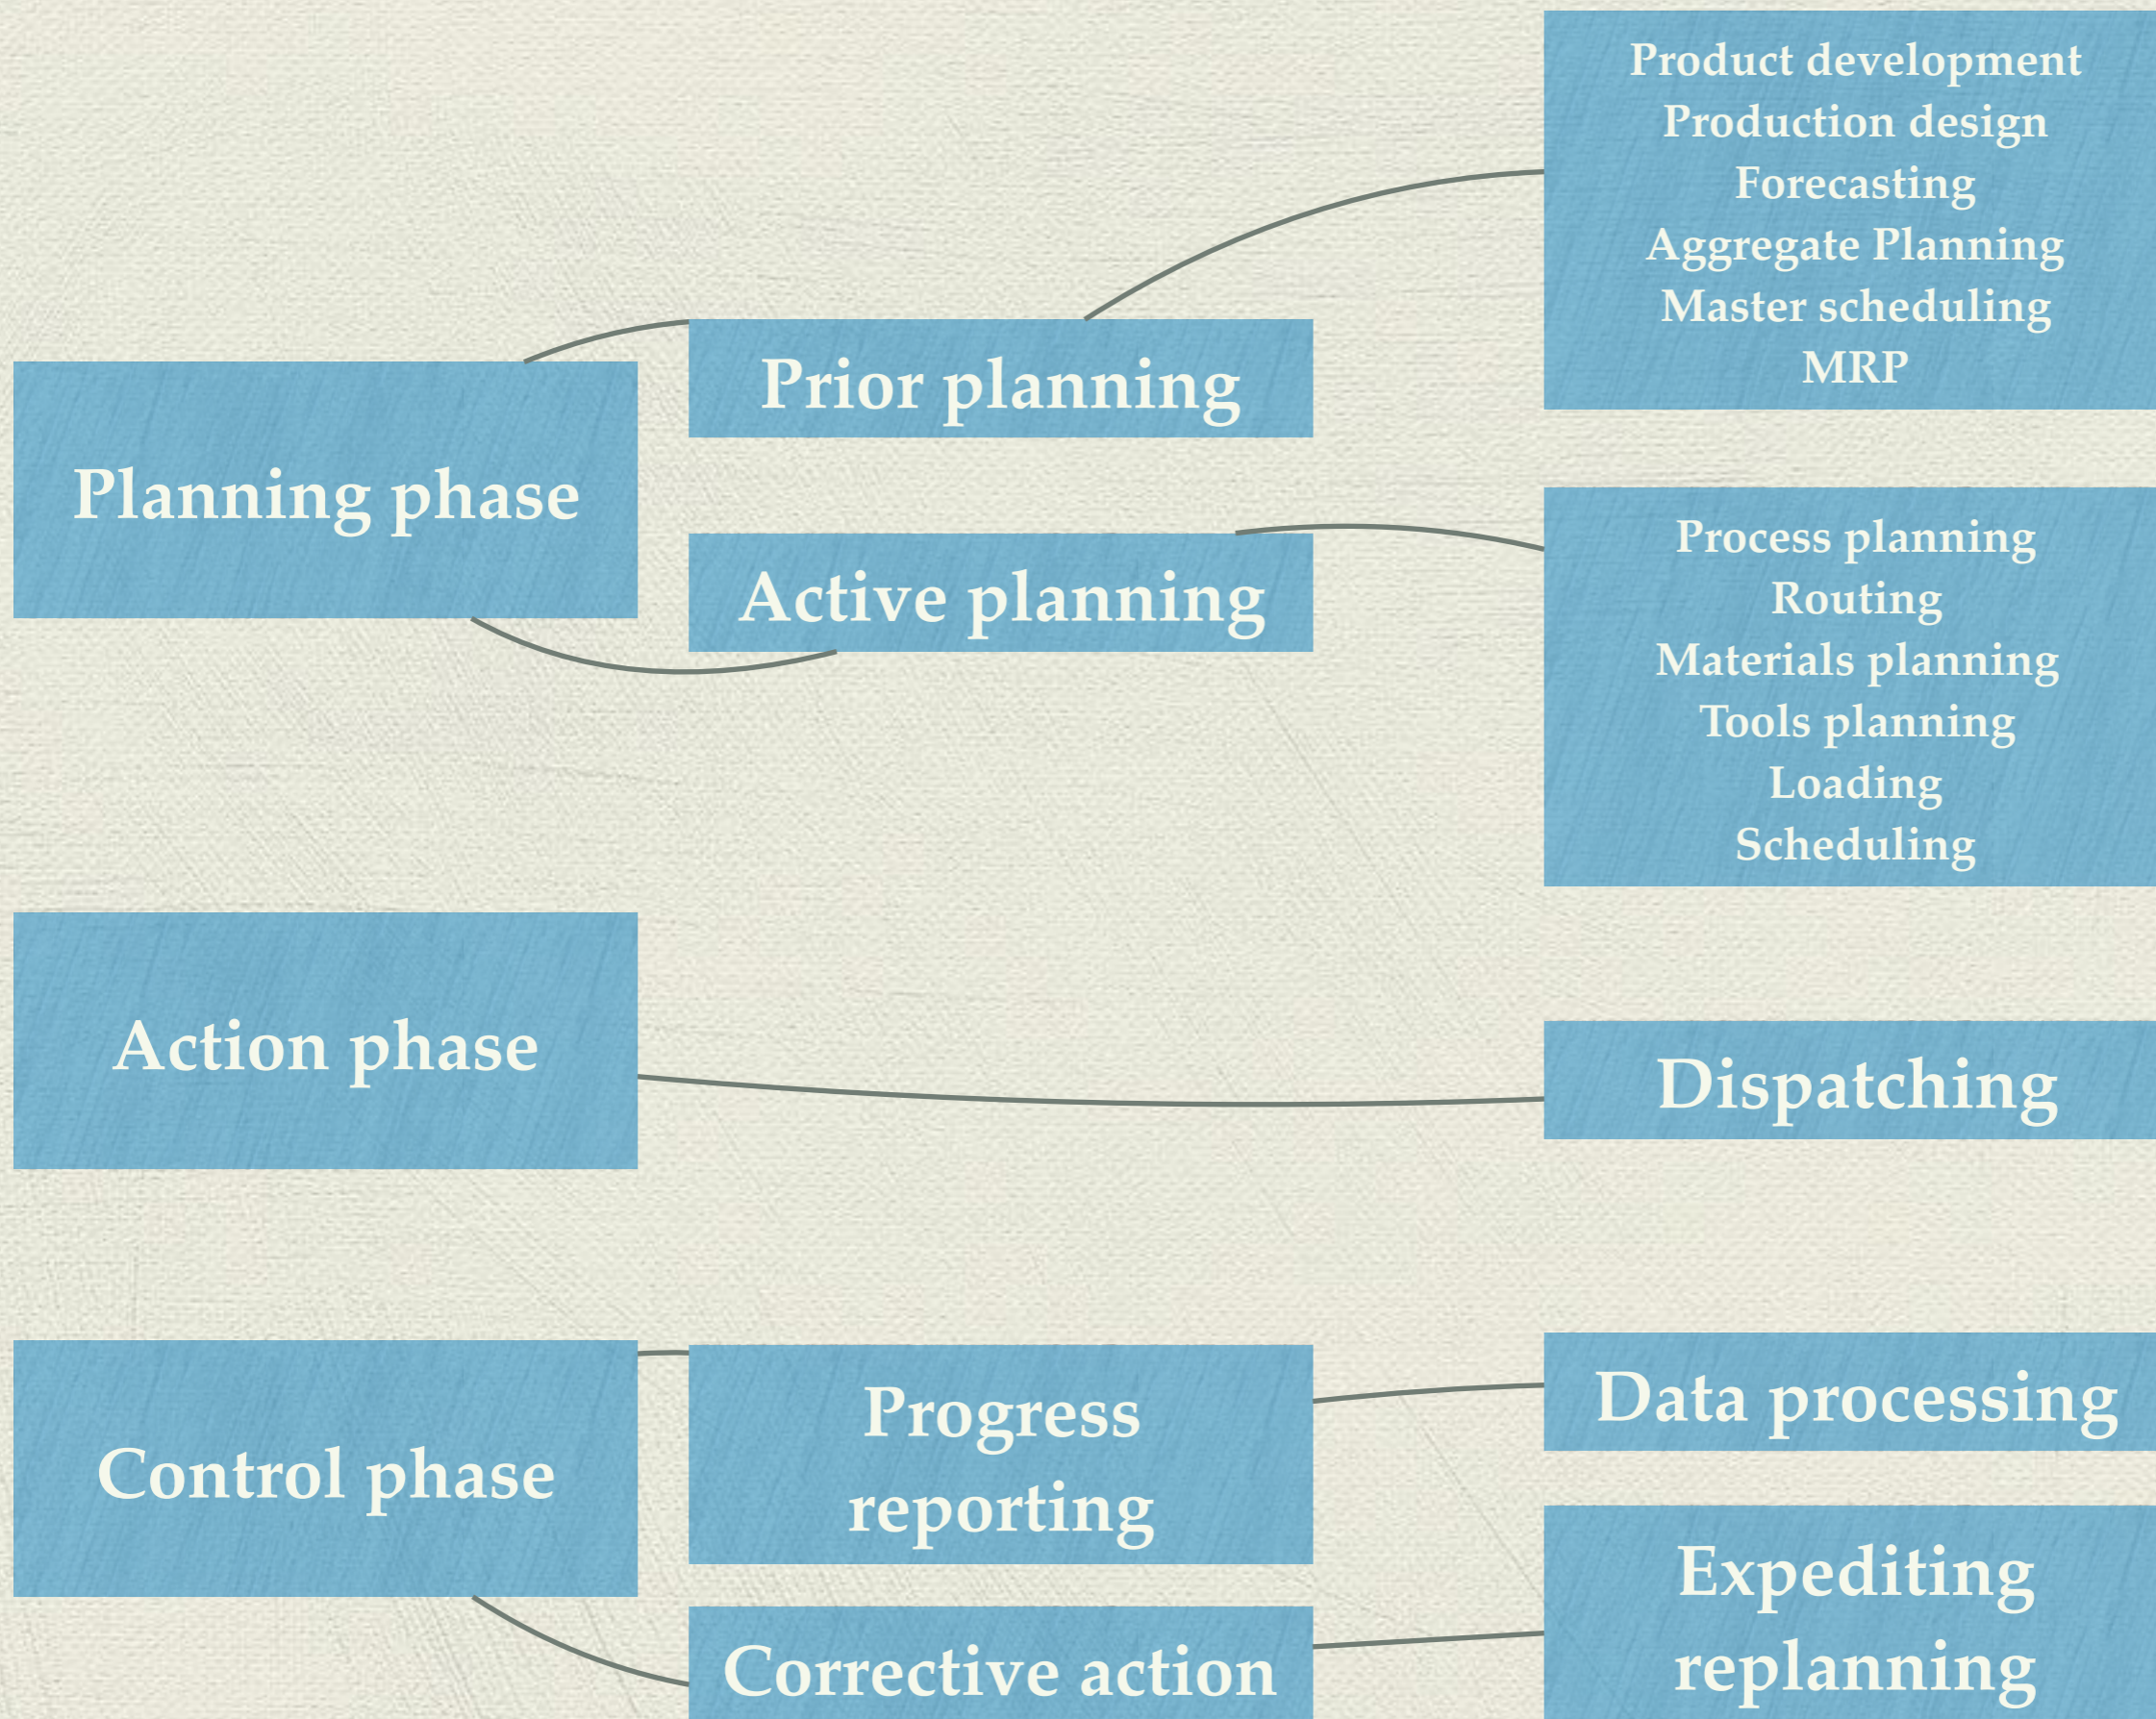 Planning phase
Prior planning
Product development
Production design
Forecasting
Aggregate Planning
Master scheduling
MRP
Active planning
Process planning
Routing
Materials planning
Tools planning
Loading
Scheduling
Action phase
Dispatching
Control phase
Progress
reporting
Data processing
Corrective action
Expediting
replanning